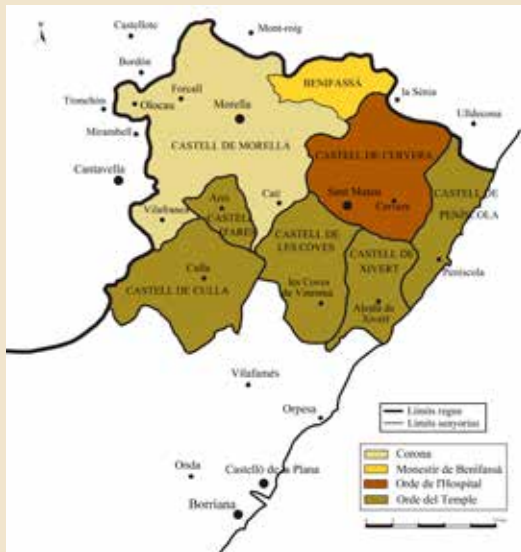 Castellote
Mont-roig
Bordón
BENIFASSÀ
Forcall
la Sénia
Tronchón
Olocau
Morella
Ulldecona
Mirambell
CASTELL DE MORELLA
CASTELL DE CERVERA
Cantavella
Ares
Catí
Sant Mateu
Cervera
CASTELL DE
PENÍSCOLA
Vilafranca
CASTELL
D'ARES
CASTELL DE
LES COVES
CASTELL DE
XIVERT
Culla
Peníscola
CASTELL DE CULLA
les Coves
de Vinromà
Alcalà de
Xivert
Vilafamés
Orpesa
Límits regne
Límits senyorius
Onda
Castelló de la Plana
Borriana
Corona
Monestir de Benifassà
Orde de l'Hospital
Orde del Temple